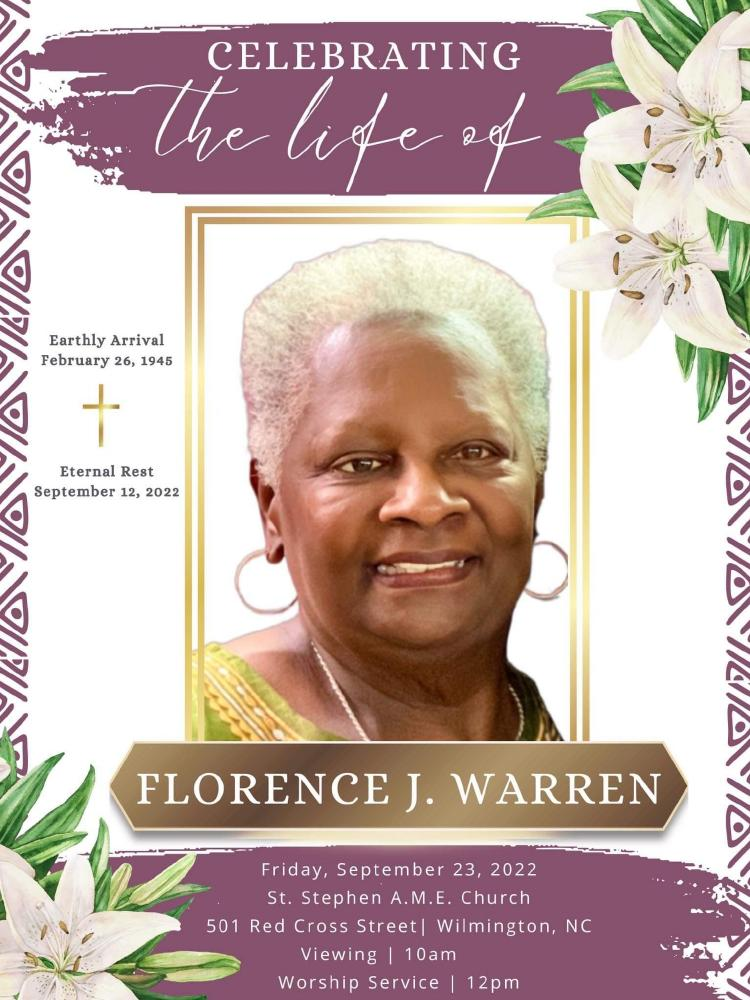 CELEBRATING
the life of
Earthly Arrival
February 26, 1945
Eternal Rest
September 12, 2022
FLORENCE J. WARREN
Friday, September 23, 2022
St. Stephen A.M.E. Church
501 Red Cross Street| Wilmington, NC
Viewing | 10am
Worship Service | 12pm